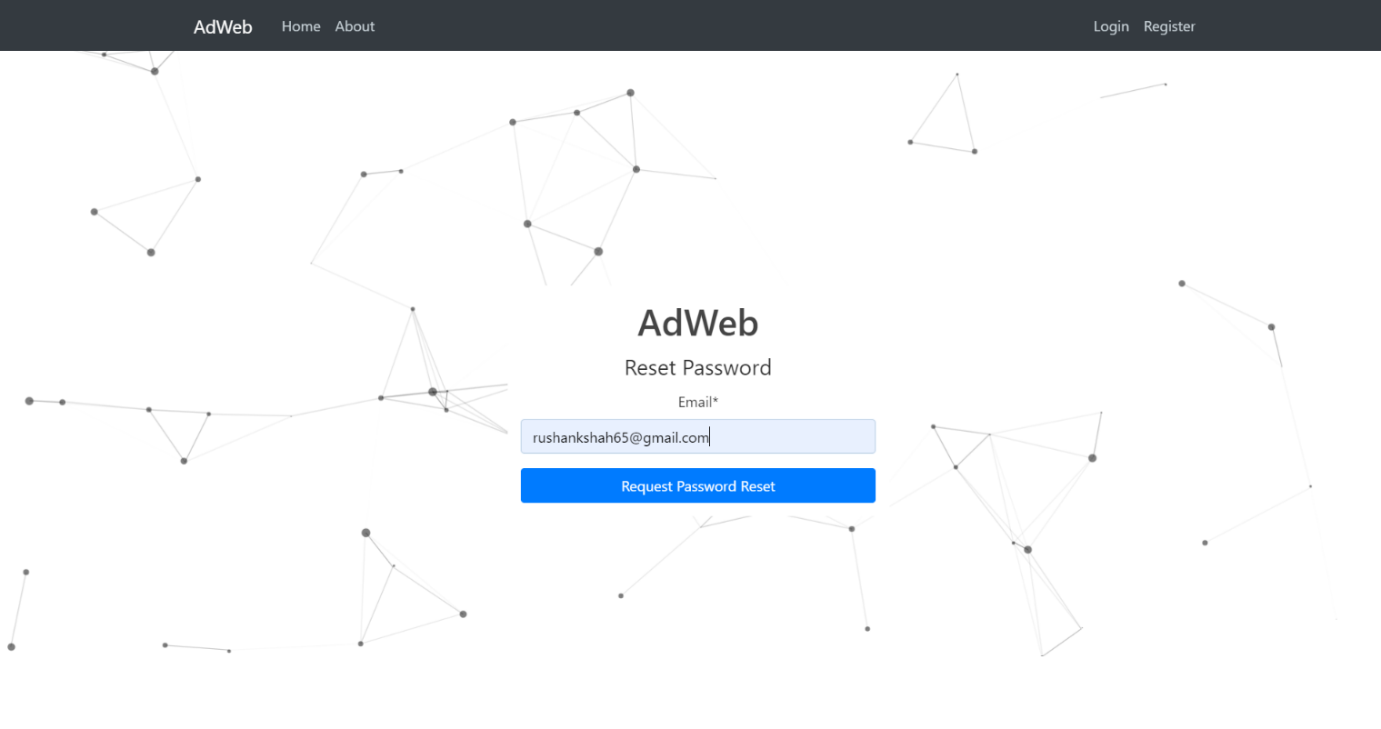 AdWeb Home About Login Register
AdWeb
Reset Password
Email*
rushankshah65@gmail.com
Request Password Reset